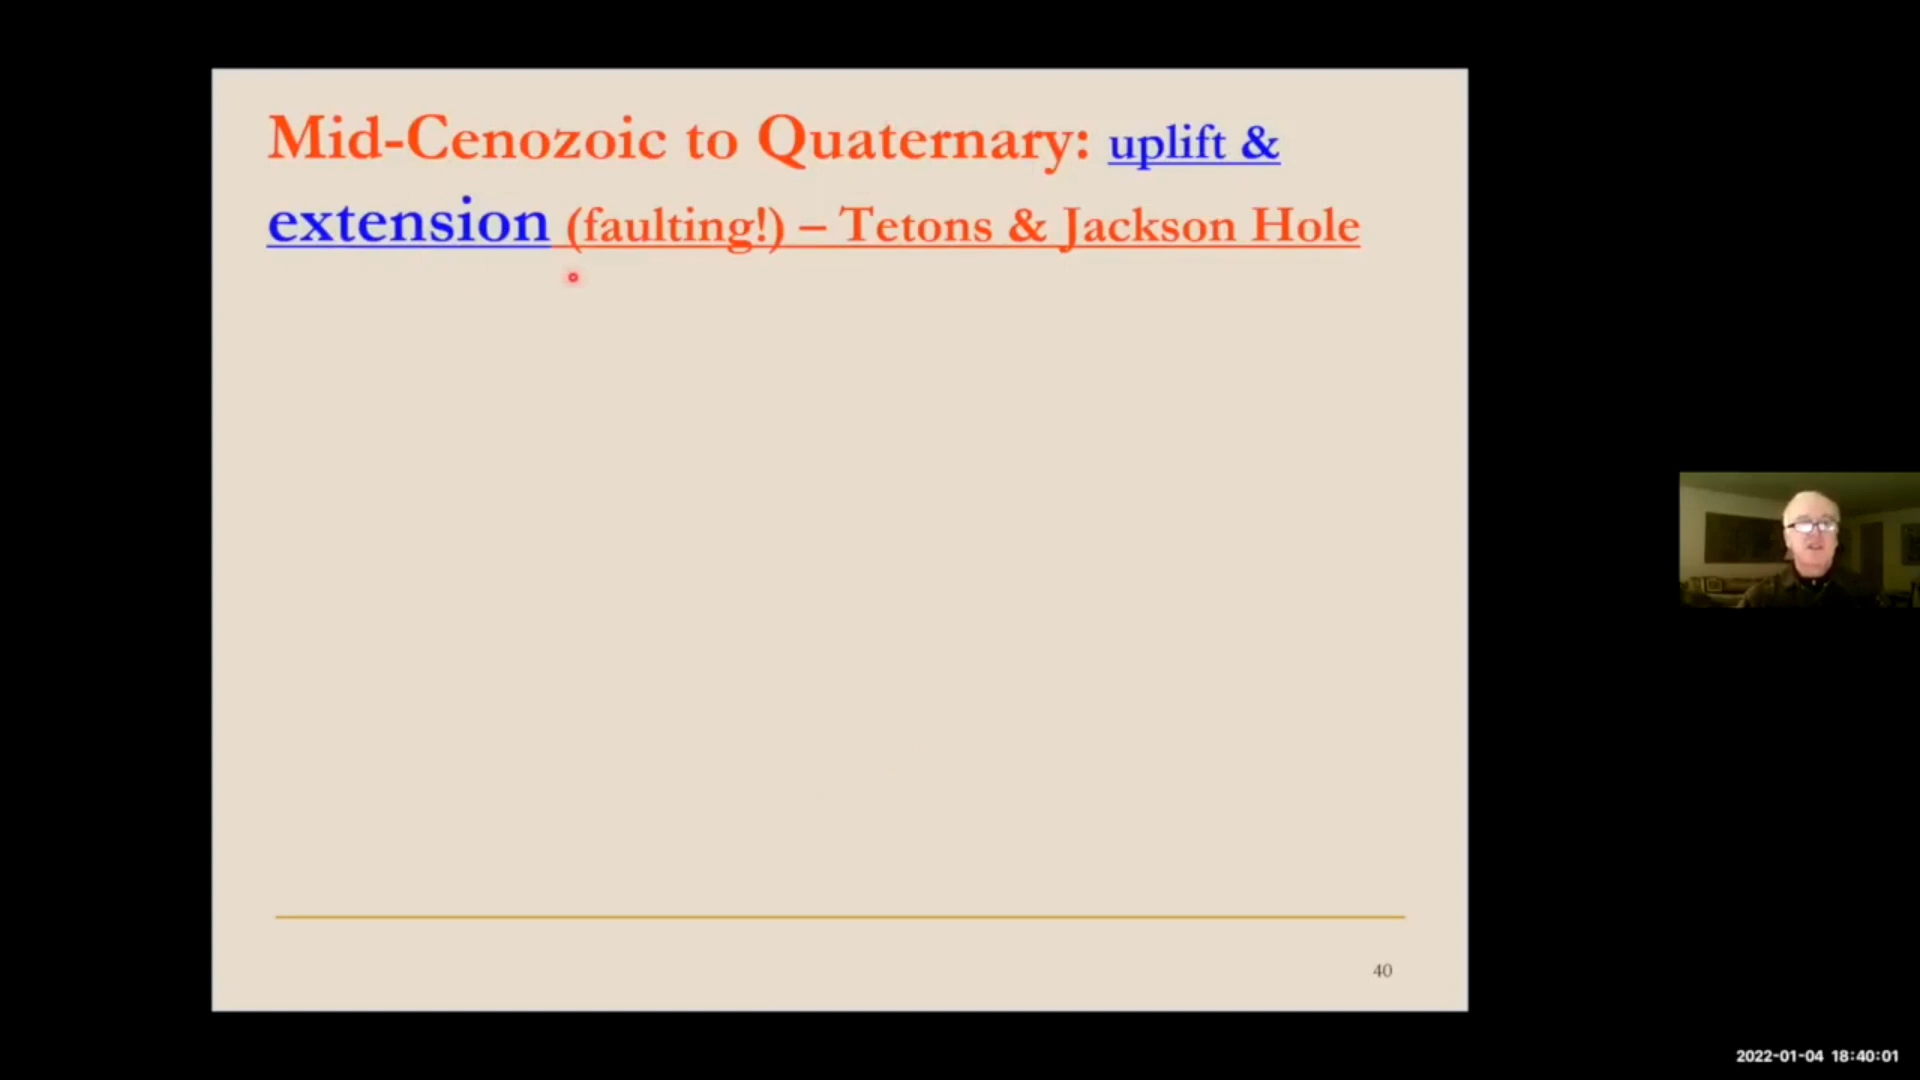 Mid-Cenozoic to Quaternary: uplift &
extension (faulting!) – Tetons & Jackson Hole
40
2022-01-04 18:40:01